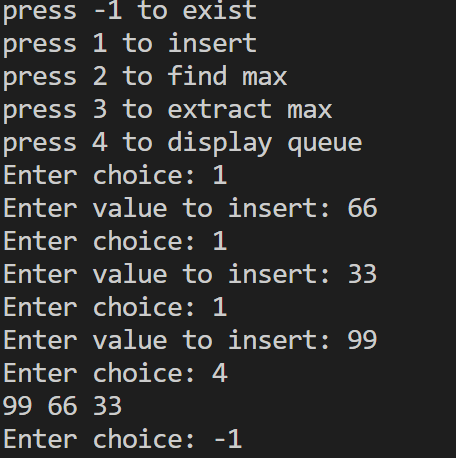 press -1 to exist
press 1 to insert
press 2 to find max
press 3 to extract max
press 4 to display queue
Enter choice: 1
Enter value to insert: 66
Enter choice: 1
Enter value to insert: 33
Enter choice: 1
Enter value to insert: 99
Enter choice: 4
99 66 33
Enter choice: -1